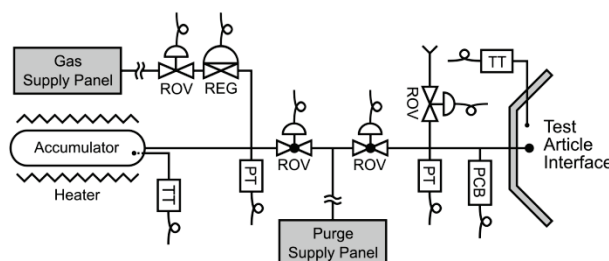 Gas
Supply Panel
ROV
REG
TT
ROV
Accumulator
Heater
TT
PT
ROV
ROV
PT
PCB
Test
Article
Interface
Purge
Supply Panel